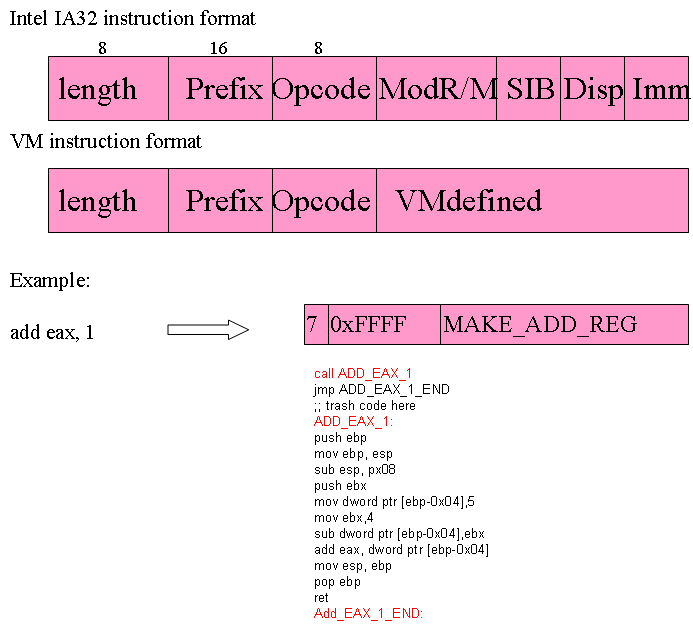 Intel IA32 instruction format
8 16 8
length Prefix Opcode ModR/M SIB Disp Imm
VM instruction format
length Prefix Opcode VMdefined
Example:
add eax, 1
7 0xFFFF MAKE_ADD_REG
call ADD_EAX_1
jmp ADD_EAX_1_END
;; trash code here
ADD_EAX_1:
push ebp
mov ebp, esp
sub esp, px08
push ebx
mov dword ptr [ebp-0x04],5
mov ebx,4
sub dword ptr [ebp-0x04],ebx
add eax, dword ptr [ebp-0x04]
mov esp, ebp
pop ebp
ret
Add_EAX_1_END: